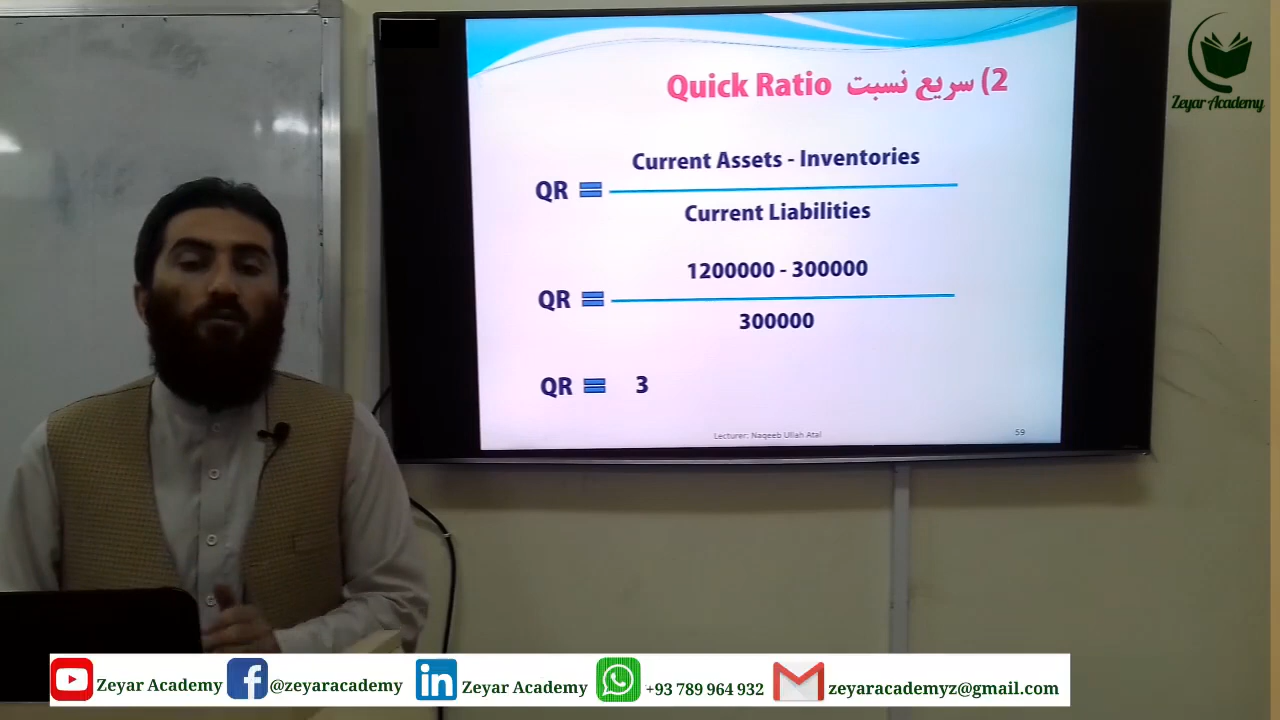 Zeyar Academy
2) سریع نسبت Quick Ratio
Current Assets - Inventories
QR =
Current Liabilities
1200000 - 300000
QR =
300000
QR = 3
Lecturer: Naqeeb Ullah Atal
59
Zeyar Academy @zeyaracademy in Zeyar Academy +93 789 964 932 zeyaracademyz@gmail.com